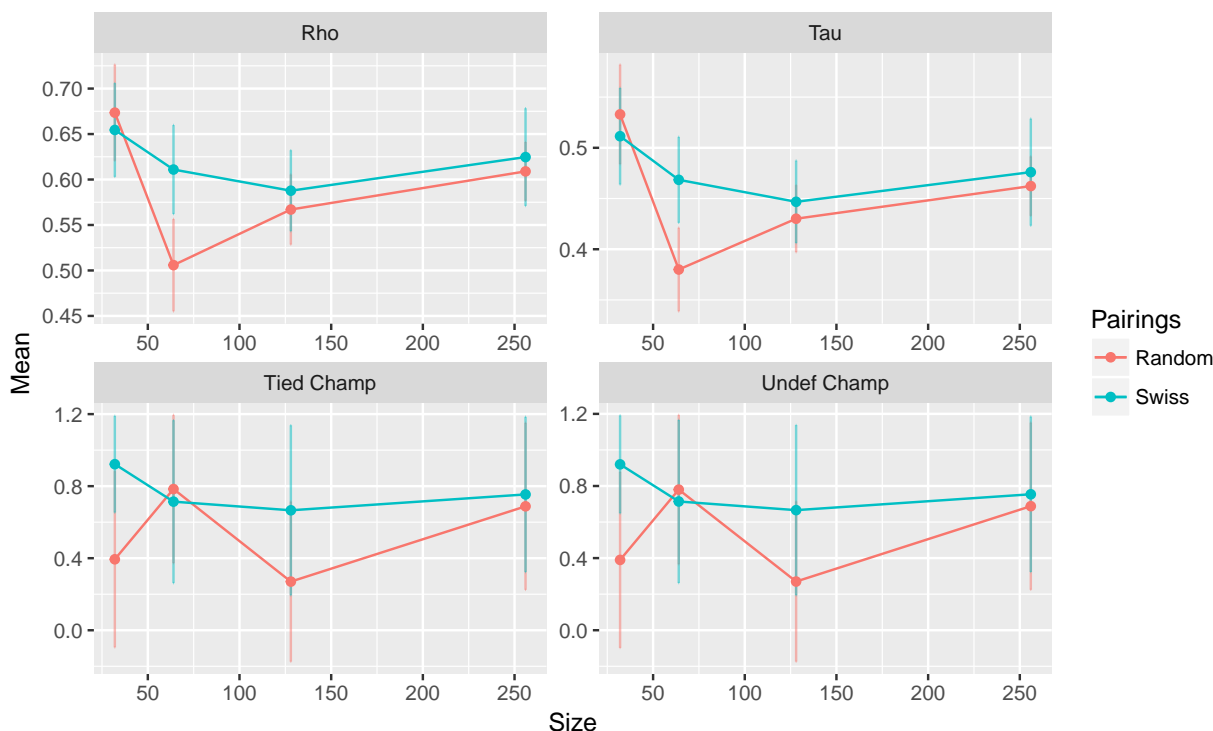 Rho
Tau
0.70
0.65
0.60
0.55
0.50
0.45
0.5
0.4
50 100 150 200 250
50 100 150 200 250
Tied Champ
Undef Champ
1.2
0.8
0.4
0.0
1.2
0.8
0.4
0.0
50 100 150 200 250
50 100 150 200 250
Mean
Size
Pairings
Random
Swiss